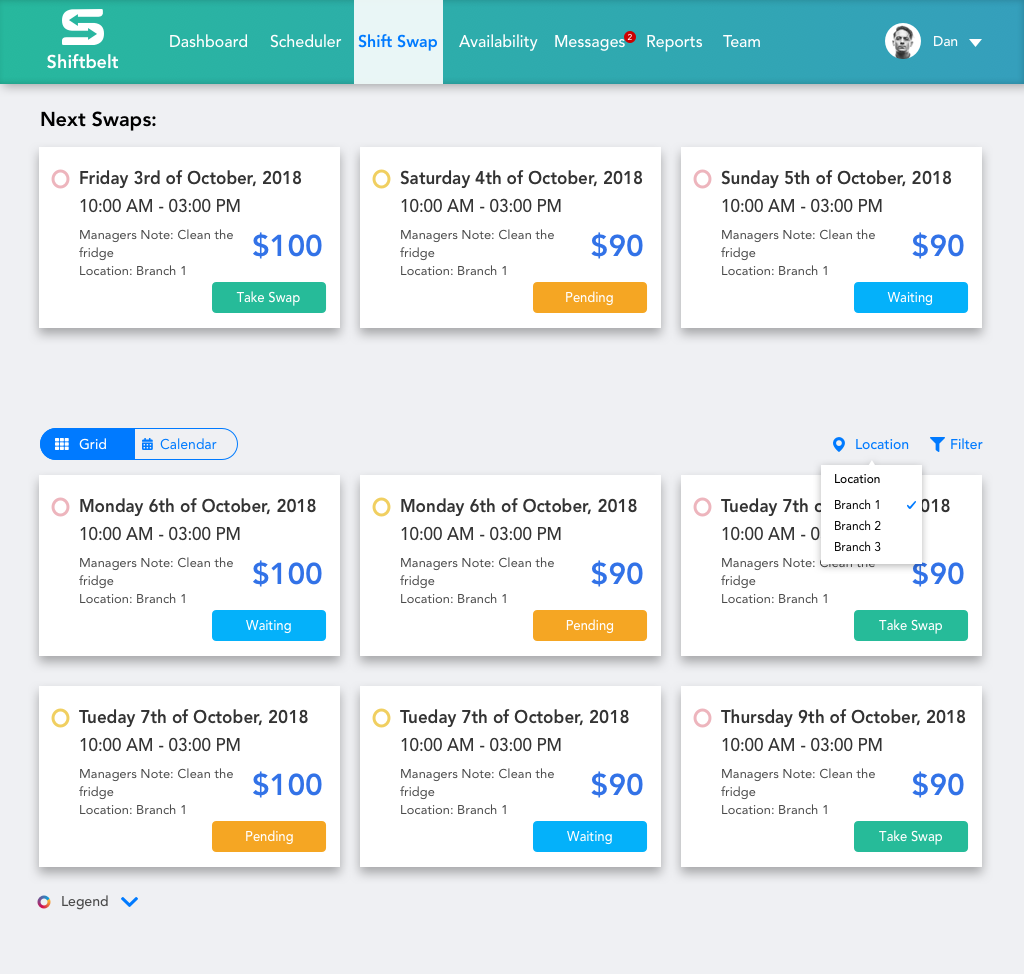 Shiftbelt
Dashboard
Scheduler
Shift Swap
Availability
Messages
2
Reports
Team
Dan
Next Swaps:
Friday 3rd of October, 2018
10:00 AM - 03:00 PM
Managers Note: Clean the
fridge
Location: Branch 1
$100
Take Swap
Saturday 4th of October, 2018
10:00 AM - 03:00 PM
Managers Note: Clean the
fridge
Location: Branch 1
$90
Pending
Sunday 5th of October, 2018
10:00 AM - 03:00 PM
Managers Note: Clean the
fridge
Location: Branch 1
$90
Waiting
Grid
Calendar
Location
Filter
Location
Branch 1
Branch 2
Branch 3
Monday 6th of October, 2018
10:00 AM - 03:00 PM
Managers Note: Clean the
fridge
Location: Branch 1
$100
Waiting
Monday 6th of October, 2018
10:00 AM - 03:00 PM
Managers Note: Clean the
fridge
Location: Branch 1
$90
Pending
Tueday 7th 018
10:00 AM - 0
Managers Note: Clean the
fridge
Location: Branch 1
$90
Take Swap
Tueday 7th of October, 2018
10:00 AM - 03:00 PM
Managers Note: Clean the
fridge
Location: Branch 1
$100
Pending
Tueday 7th of October, 2018
10:00 AM - 03:00 PM
Managers Note: Clean the
fridge
Location: Branch 1
$90
Waiting
Thursday 9th of October, 2018
10:00 AM - 03:00 PM
Managers Note: Clean the
fridge
Location: Branch 1
$90
Take Swap
Legend